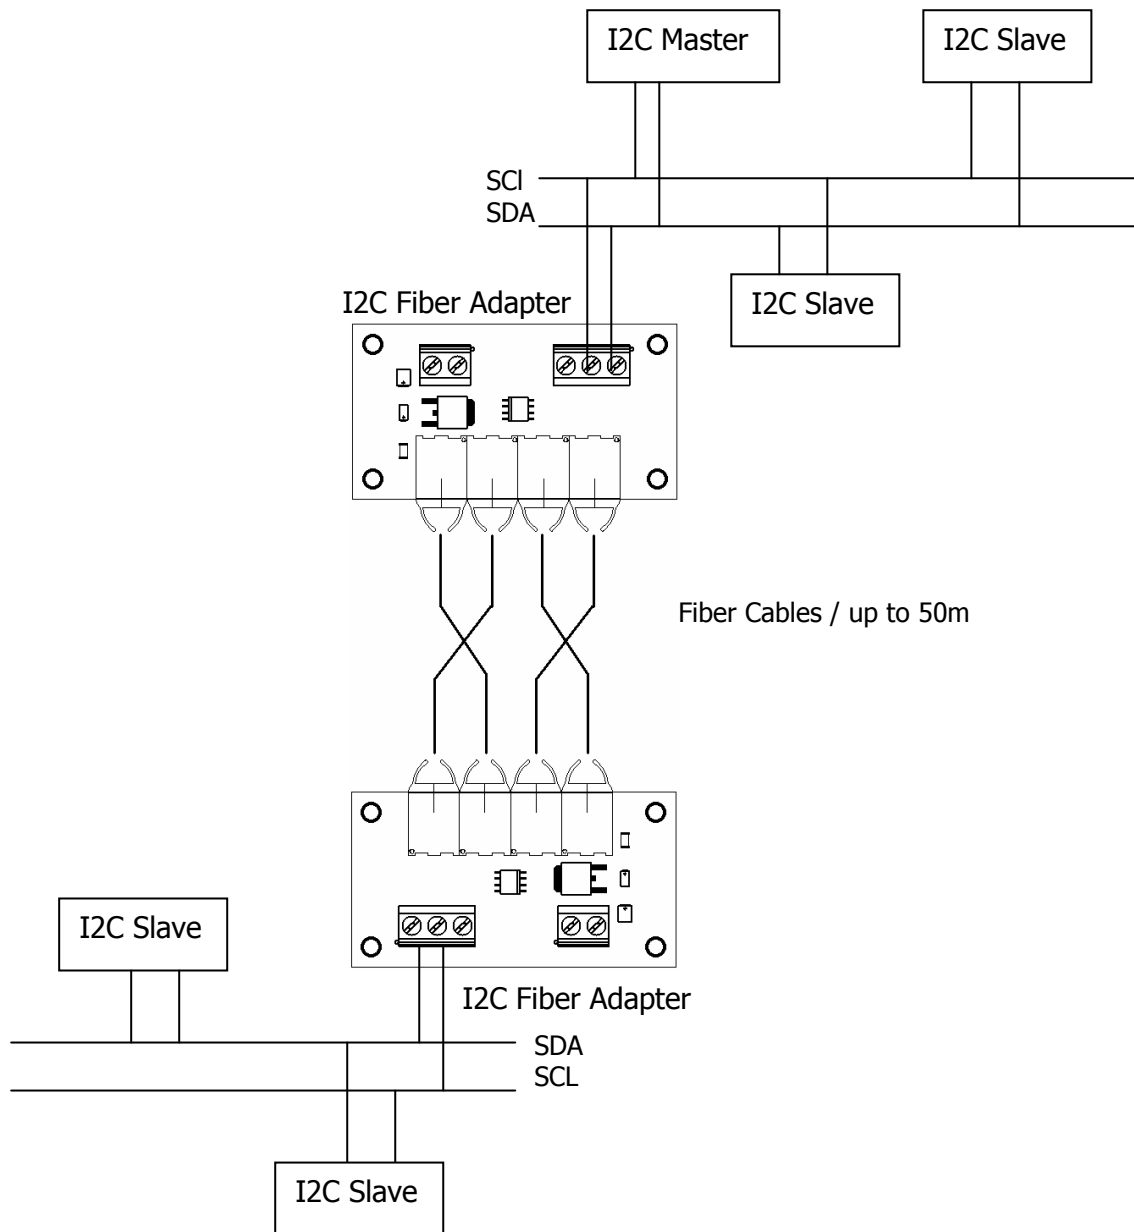 I2C Master
I2C Slave
SCl
SDA
I2C Slave
I2C Fiber Adapter
Fiber Cables / up to 50m
I2C Slave
I2C Fiber Adapter
SDA
SCL
I2C Slave